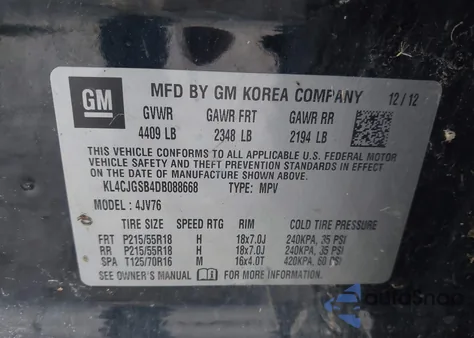 GM MFD BY GM KOREA COMPANY 12/12
GVWR GAWR FRT GAWR RR
4409 LB 2348 LB 2194 LB
THIS VEHICLE CONFORMS TO ALL APPLICABLE U.S. FEDERAL MOTOR
VEHICLE SAFETY AND THEFT PREVENTION STANDARDS IN EFFECT
ON THE DATE OF MANUFACTURE SHOWN ABOVE.
KL4CJGSB4DB088668 TYPE: MPV
MODEL : 4JV76
TIRE SIZE SPEED RTG RIM COLD TIRE PRESSURE
FRT P215/55R18 H 18x7.0J 240KPA, 35 PSI
RR P215/55R18 H 18x7.0J 240KPA, 35 PSI
SPA T125/70R16 M 16x4.0T 420KPA, 60 PSI
SEE OWNER'S MANUAL FOR MORE INFORMATION.
AutoSnap